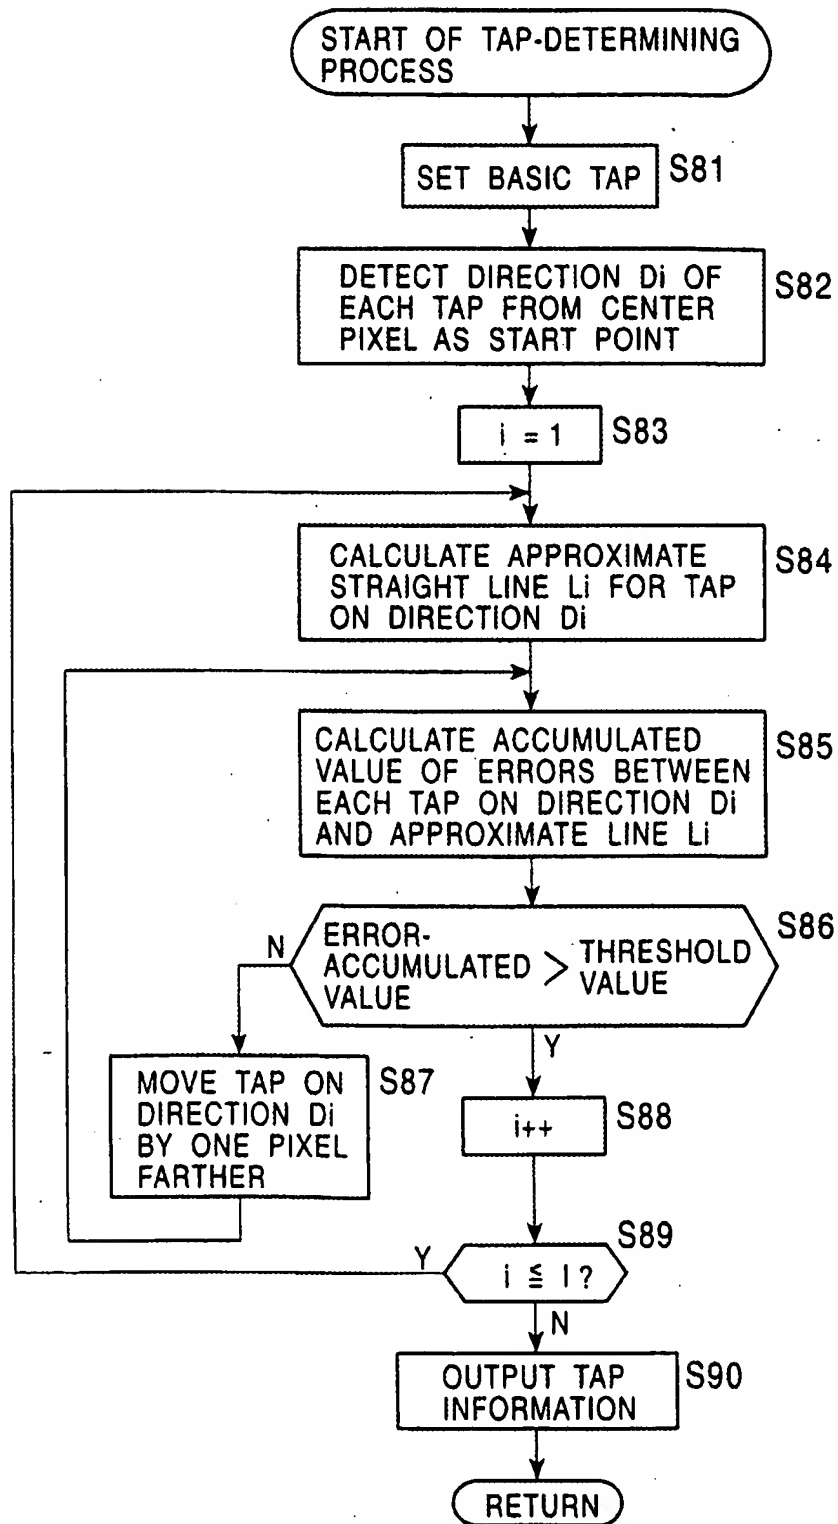 START OF TAP-DETERMINING
PROCESS
SET BASIC TAP
S81
DETECT DIRECTION Di OF
EACH TAP FROM CENTER
PIXEL AS START POINT
S82
i = 1
S83
CALCULATE APPROXIMATE
STRAIGHT LINE Li FOR TAP
ON DIRECTION Di
S84
CALCULATE ACCUMULATED
VALUE OF ERRORS BETWEEN
EACH TAP ON DIRECTION Di
AND APPROXIMATE LINE Li
S85
ERROR-
ACCUMULATED
VALUE
>
THRESHOLD
VALUE
S86
N
Y
MOVE TAP ON
DIRECTION Di
BY ONE PIXEL
FARTHER
S87
i++
S88
i ≦ I ?
S89
Y
N
OUTPUT TAP
INFORMATION
S90
RETURN